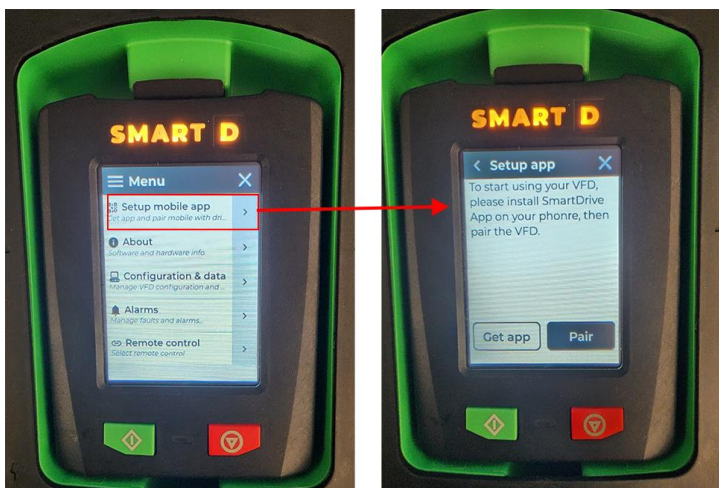 SMART D
Menu
Setup mobile app
Get app and pair mobile with dri...
About
Software and hardware info
Configuration & data
Manage VFD configuration and ...
Alarms
Manage faults and alarms.
Remote control
Select remote control
SMART D
Setup app
To start using your VFD,
please install SmartDrive
App on your phonre, then
pair the VFD.
Get app
Pair